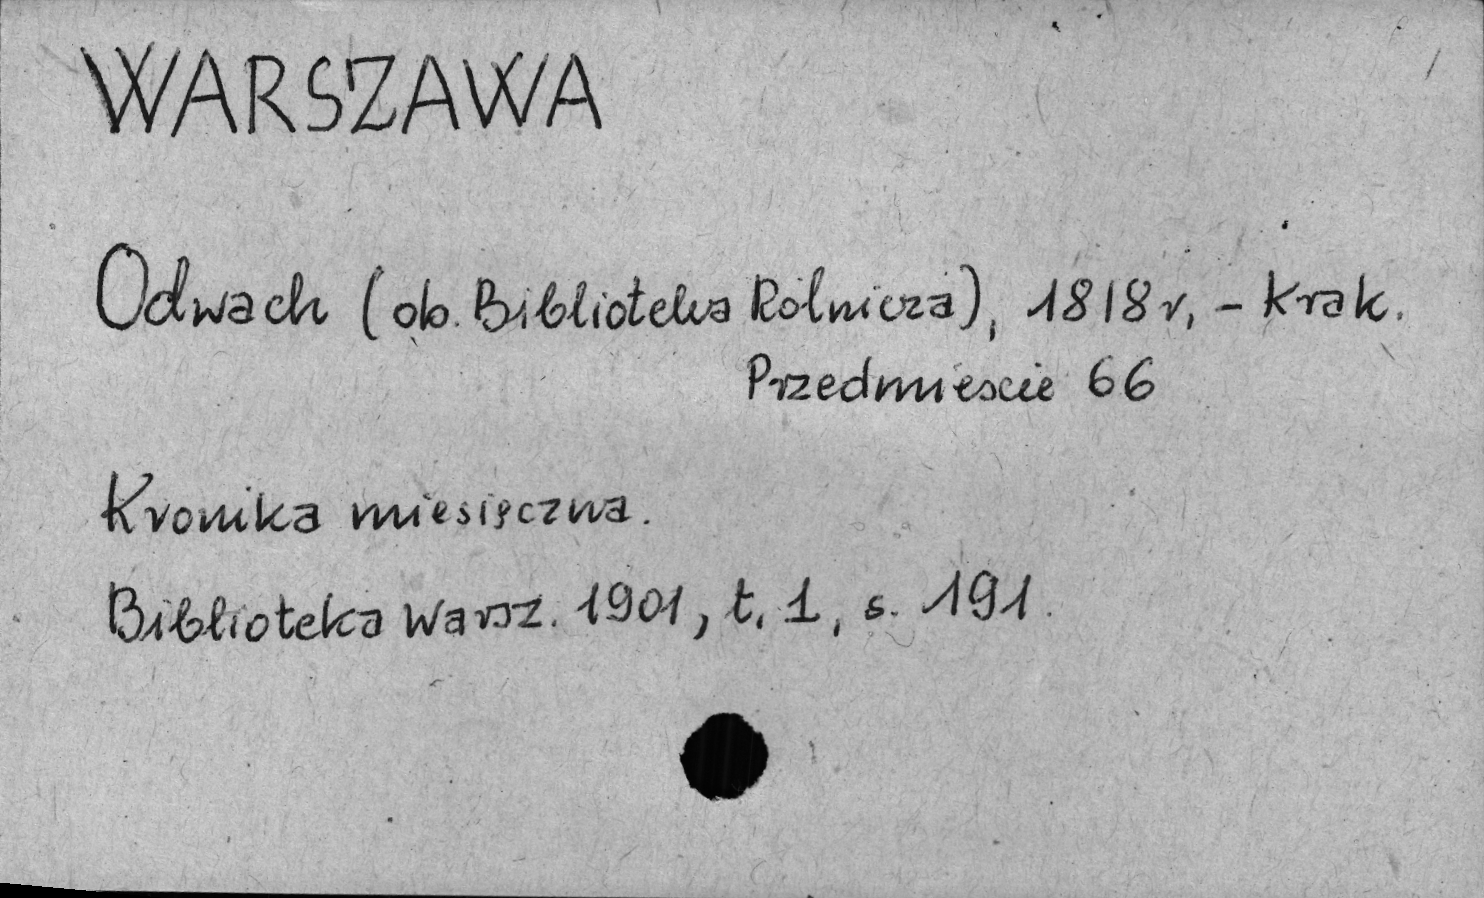 WARSZAWA
Odwach (ob. Biblioteka Rolnicza), 1818 r, - Krak.
Przedmieście 66
Kronika miesięczna.
Biblioteka Warsz. 1901, t. 1, s. 191.